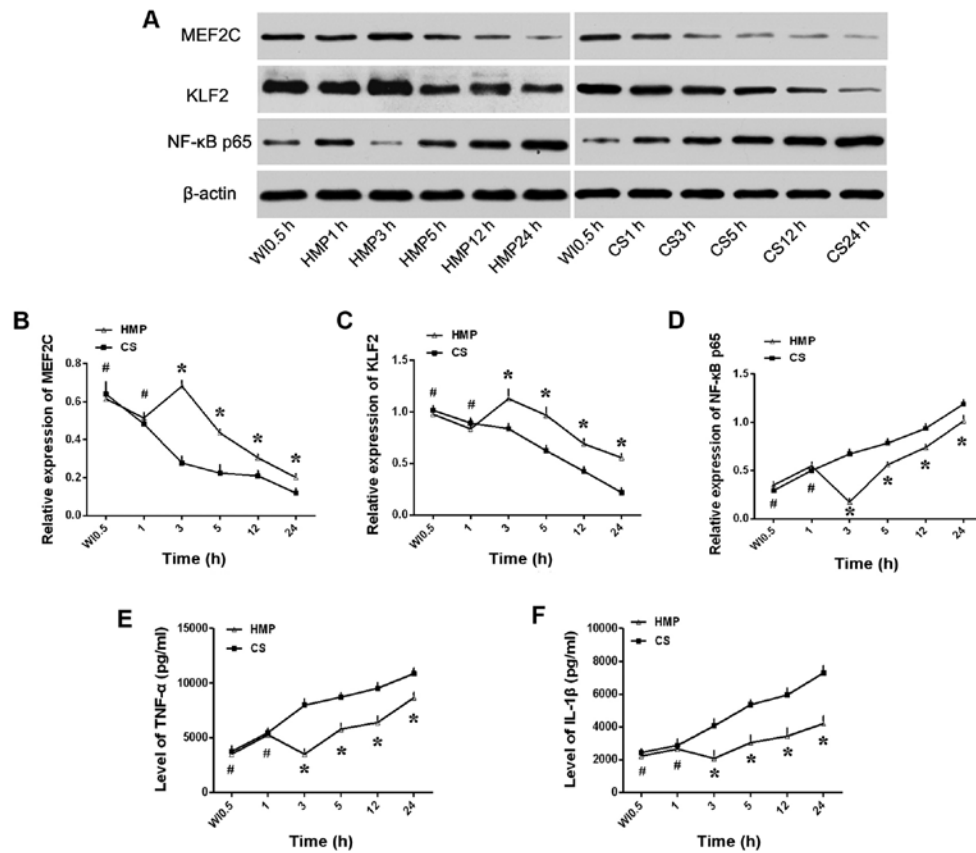 A
MEF2C
KLF2
NF-κB p65
β-actin
WI0.5 h
HMP1 h
HMP3 h
HMP5 h
HMP12 h
HMP24 h
WI0.5 h
CS1 h
CS3 h
CS5 h
CS12 h
CS24 h
B
HMP
CS
Relative expression of MEF2C
0.8
0.6
0.4
0.2
0.0
# # * * * *
WI0.5 1 3 5 12 24
Time (h)
C
HMP
CS
Relative expression of KLF2
1.5
1.0
0.5
0.0
# # * * * *
WI0.5 1 3 5 12 24
Time (h)
D
HMP
CS
Relative expression of NF-κB p65
1.5
1.0
0.5
0.0
# # * * * *
WI0.5 1 3 5 12 24
Time (h)
E
HMP
CS
Level of TNF-α (pg/ml)
15000
10000
5000
0
# # * * * *
WI0.5 1 3 5 12 24
Time (h)
F
HMP
CS
Level of IL-1β (pg/ml)
10000
8000
6000
4000
2000
0
# # * * * *
WI0.5 1 3 5 12 24
Time (h)